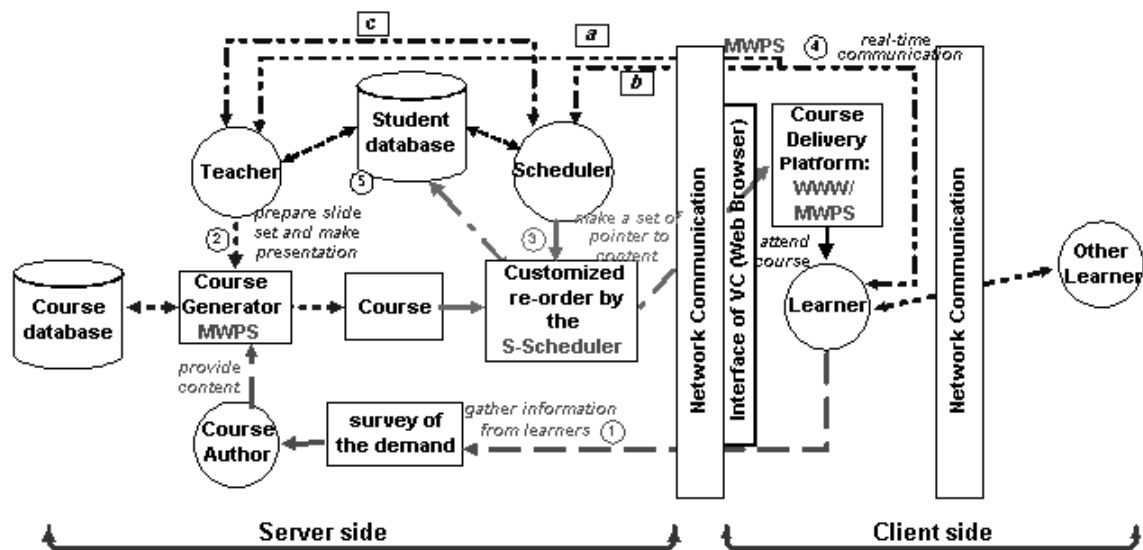 c
a
b
MWPS
4
real-time
communication
Student
database
5
Teacher
Scheduler
Course
Delivery
Platform:
WWW/
MWPS
2
prepare slide
set and make
presentation
3
make a set of
pointer to
content
attend
course
Course
database
Course
Generator
MWPS
Course
Customized
re-order by
the
S-Scheduler
Network Communication
Interface of VC (Web Browser)
Learner
Network Communication
Other
Learner
provide
content
Course
Author
survey of
the demand
gather information
from learners
1
Server side
Client side